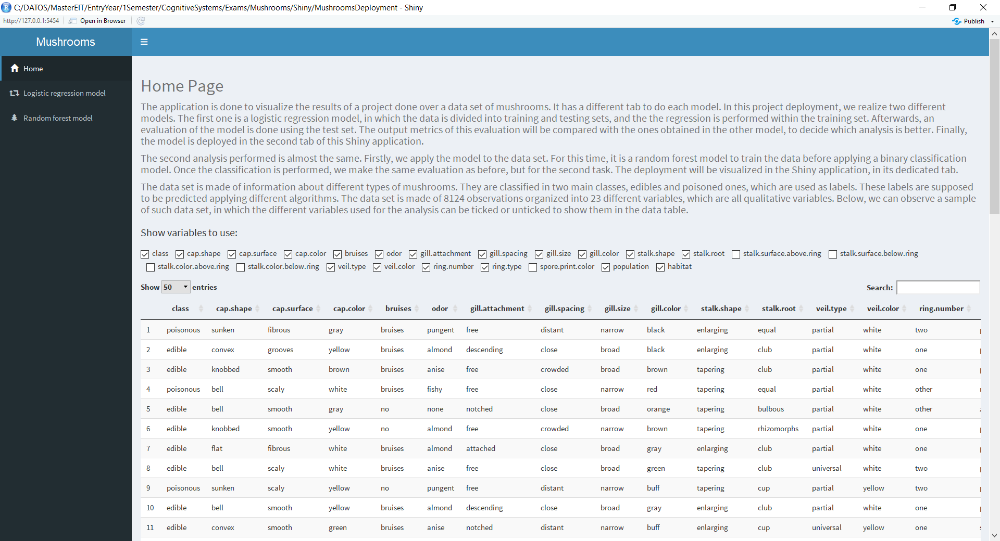 C:/DATOS/MasterEIT/EntryYear/1Semester/CognitiveSystems/Exams/Mushrooms/Shiny/MushroomsDeployment - Shiny
http://127.0.0.1:5454 Open in Browser Publish
Mushrooms
Home
Logistic regression model
Random forest model
Home Page
The application is done to visualize the results of a project done over a data set of mushrooms. It has a different tab to do each model. In this project deployment, we realize two different
models. The first one is a logistic regression model, in which the data is divided into training and testing sets, and the the regression is performed within the training set. Afterwards, an
evaluation of the model is done using the test set. The output metrics of this evaluation will be compared with the ones obtained in the other model, to decide which analysis is better. Finally,
the model is deployed in the second tab of this Shiny application.
The second analysis performed is almost the same. Firstly, we apply the model to the data set. For this time, it is a random forest model to train the data before applying a binary classification
model. Once the classification is performed, we make the same evaluation as before, but for the second task. The deployment will be visualized in the Shiny application, in its dedicated tab.
The data set is made of information about different types of mushrooms. They are classified in two main classes, edibles and poisoned ones, which are used as labels. These labels are supposed
to be predicted applying different algorithms. The data set is made of 8124 observations organized into 23 different variables, which are all qualitative variables. Below, we can observe a sample
of such data set, in which the different variables used for the analysis can be ticked or unticked to show them in the data table.
Show variables to use:
class cap.shape cap.surface cap.color bruises odor gill.attachment gill.spacing gill.size gill.color stalk.shape stalk.root stalk.surface.above.ring stalk.surface.below.ring
stalk.color.above.ring stalk.color.below.ring veil.type veil.color ring.number ring.type spore.print.color population habitat
Show 50 entries Search:
class cap.shape cap.surface cap.color bruises odor gill.attachment gill.spacing gill.size gill.color stalk.shape stalk.root veil.type veil.color ring.number
1 poisonous sunken fibrous gray bruises pungent free distant narrow black enlarging equal partial white two
2 edible convex grooves yellow bruises almond descending close broad black enlarging club partial white one
3 edible knobbed smooth brown bruises anise free crowded broad brown tapering club partial white one
4 poisonous bell scaly white bruises fishy free close narrow red tapering equal partial white other
5 edible bell smooth gray no none notched close broad orange tapering bulbous partial white other
6 edible knobbed smooth yellow no almond free crowded narrow brown tapering rhizomorphs partial white one
7 edible flat fibrous white bruises almond attached close broad gray enlarging club partial white one
8 edible bell scaly white bruises anise free close broad green tapering club universal white two
9 poisonous sunken scaly yellow no pungent free distant narrow buff tapering cup partial yellow two
10 edible bell smooth yellow bruises almond descending close broad gray enlarging club partial white one
11 edible convex smooth green bruises anise notched distant narrow buff enlarging cup universal yellow one